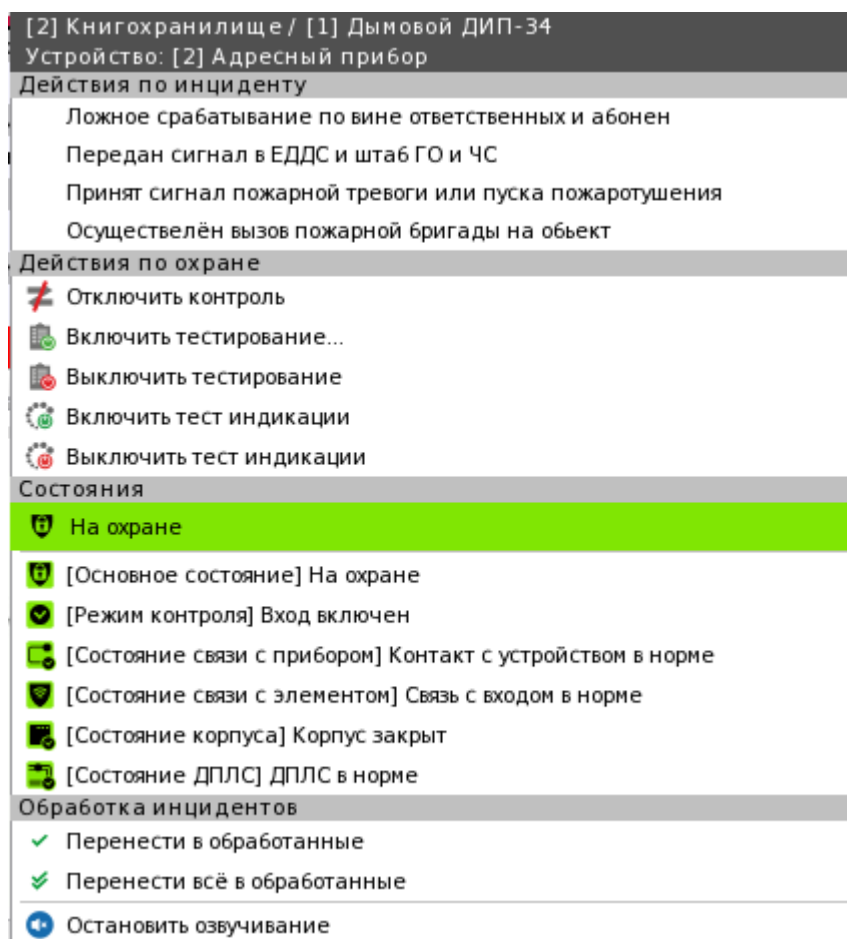 [2] Книгохранилище / [1] Дымовой ДИП-34
Устройство: [2] Адресный прибор
Действия по инциденту
Ложное срабатывание по вине ответственных и абонен
Передан сигнал в ЕДДС и штаб ГО и ЧС
Принят сигнал пожарной тревоги или пуска пожаротушения
Осуществелён вызов пожарной бригады на обьект
Действия по охране
Отключить контроль
Включить тестирование...
Выключить тестирование
Включить тест индикации
Выключить тест индикации
Состояния
На охране
[Основное состояние] На охране
[Режим контроля] Вход включен
[Состояние связи с прибором] Контакт с устройством в норме
[Состояние связи с элементом] Связь с входом в норме
[Состояние корпуса] Корпус закрыт
[Состояние ДПЛС] ДПЛС в норме
Обработка инцидентов
Перенести в обработанные
Перенести всё в обработанные
Остановить озвучивание